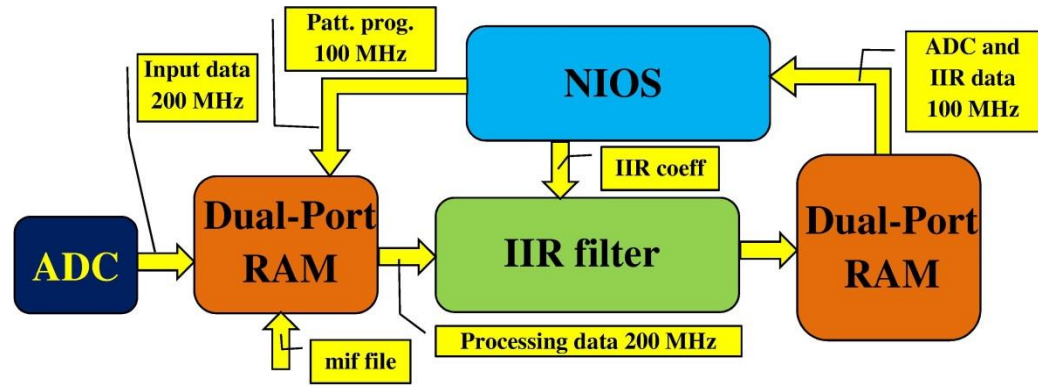 Patt. prog.
100 MHz
Input data
200 MHz
NIOS
ADC and
IIR data
100 MHz
IIR coeff
ADC
Dual-Port
RAM
IIR filter
Dual-Port
RAM
Processing data 200 MHz
mif file